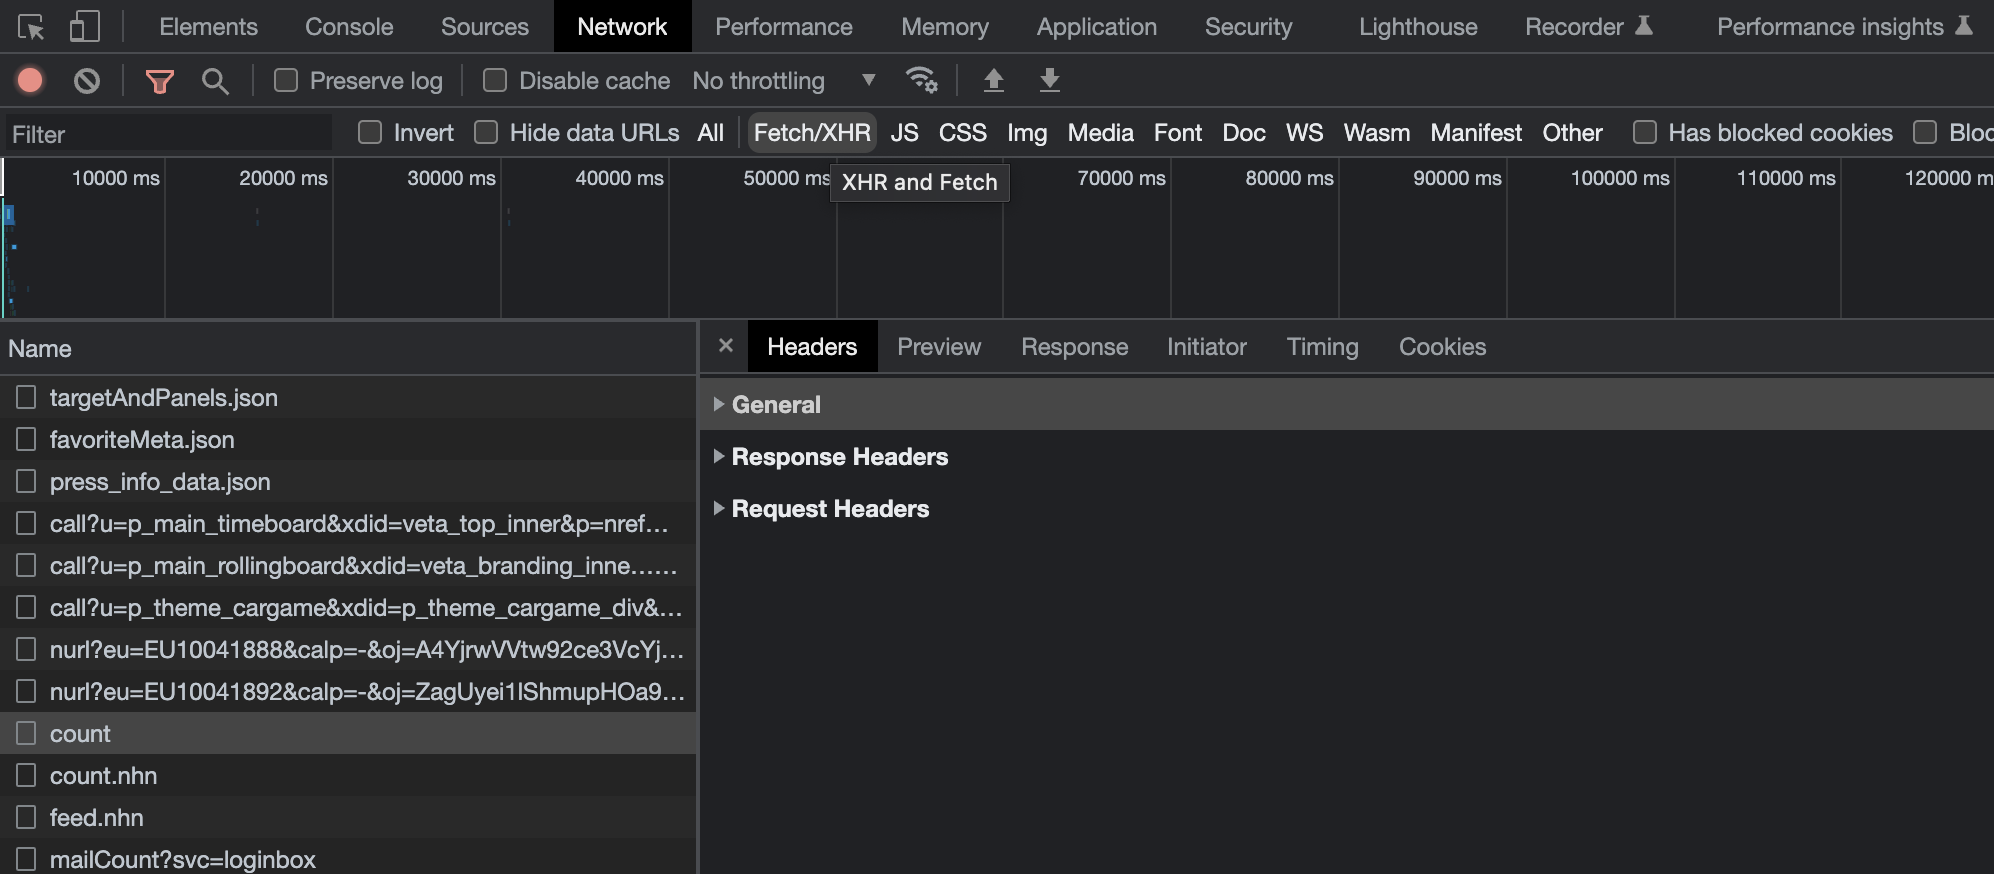 Elements Console Sources Network Performance Memory Application Security Lighthouse Recorder Performance insights
Preserve log Disable cache No throttling
Filter Invert Hide data URLs All Fetch/XHR JS CSS Img Media Font Doc WS Wasm Manifest Other Has blocked cookies Bloc
10000 ms 20000 ms 30000 ms 40000 ms 50000 ms XHR and Fetch 70000 ms 80000 ms 90000 ms 100000 ms 110000 ms 120000 m
Name
× Headers Preview Response Initiator Timing Cookies
targetAndPanels.json
General
favoriteMeta.json
Response Headers
press_info_data.json
Request Headers
call?u=p_main_timeboard&xdid=veta_top_inner&p=nref…
call?u=p_main_rollingboard&xdid=veta_branding_inne……
call?u=p_theme_cargame&xdid=p_theme_cargame_div&…
nurl?eu=EU10041888&calp=-&oj=A4YjrwVVtw92ce3VcYj…
nurl?eu=EU10041892&calp=-&oj=ZagUyei1lShmupHOa9…
count
count.nhn
feed.nhn
mailCount?svc=loginbox